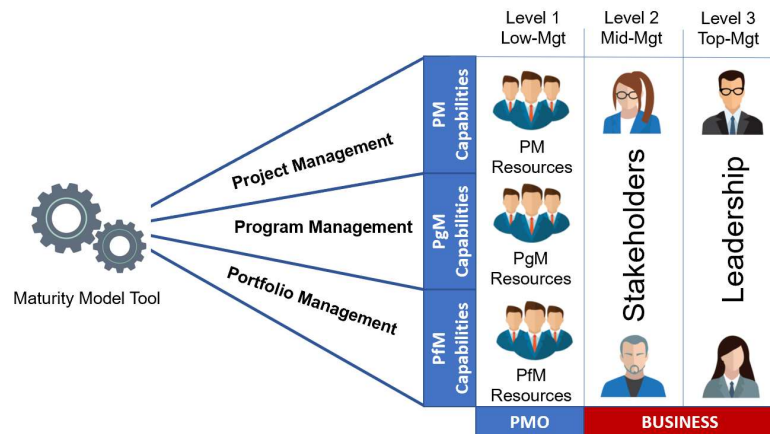 Level 1
Low-Mgt
Level 2
Mid-Mgt
Level 3
Top-Mgt
Project Management
Program Management
Portfolio Management
Maturity Model Tool
PM
Capabilities
PgM
Capabilities
PfM
Capabilities
PM
Resources
PgM
Resources
PfM
Resources
Stakeholders
Leadership
PMO
BUSINESS